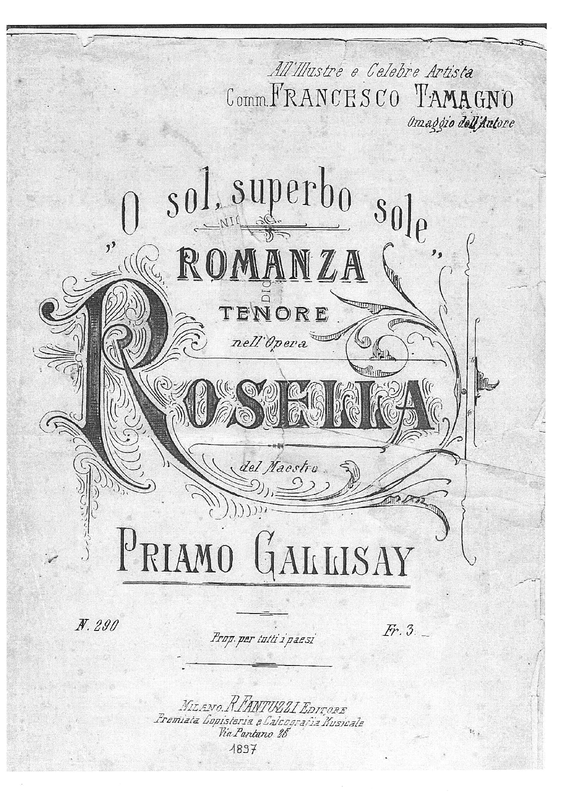 All'Illustre e Celebre Artista
Comm. FRANCESCO TAMAGNO
Omaggio dell'Autore
„ O sol, superbo sole „
ROMANZA
TENORE
nell'Opera
ROSELLA
del Maestro
PRIAMO GALLISAY
N. 290
Fr. 3._
Prop. per tutti i paesi
MILANO. R. FANTUZZI EDITORE
Premiata Copisteria e Calcografia Musicale
Via Pantano 26
1897